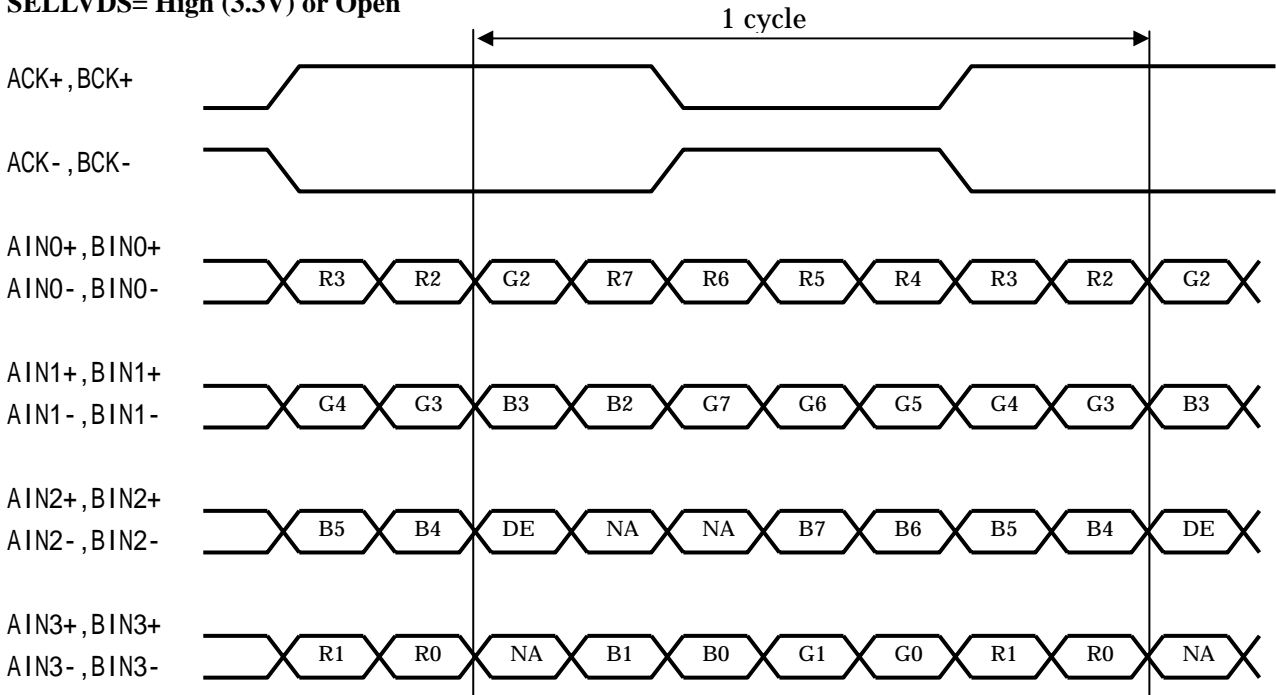 SELLVDS= High (3.3V) or Open
1 cycle
ACK+,BCK+
ACK-,BCK-
AIN0+,BIN0+
AIN0-,BIN0-
R3 R2 G2 R7 R6 R5 R4 R3 R2 G2
AIN1+,BIN1+
AIN1-,BIN1-
G4 G3 B3 B2 G7 G6 G5 G4 G3 B3
AIN2+,BIN2+
AIN2-,BIN2-
B5 B4 DE NA NA B7 B6 B5 B4 DE
AIN3+,BIN3+
AIN3-,BIN3-
R1 R0 NA B1 B0 G1 G0 R1 R0 NA